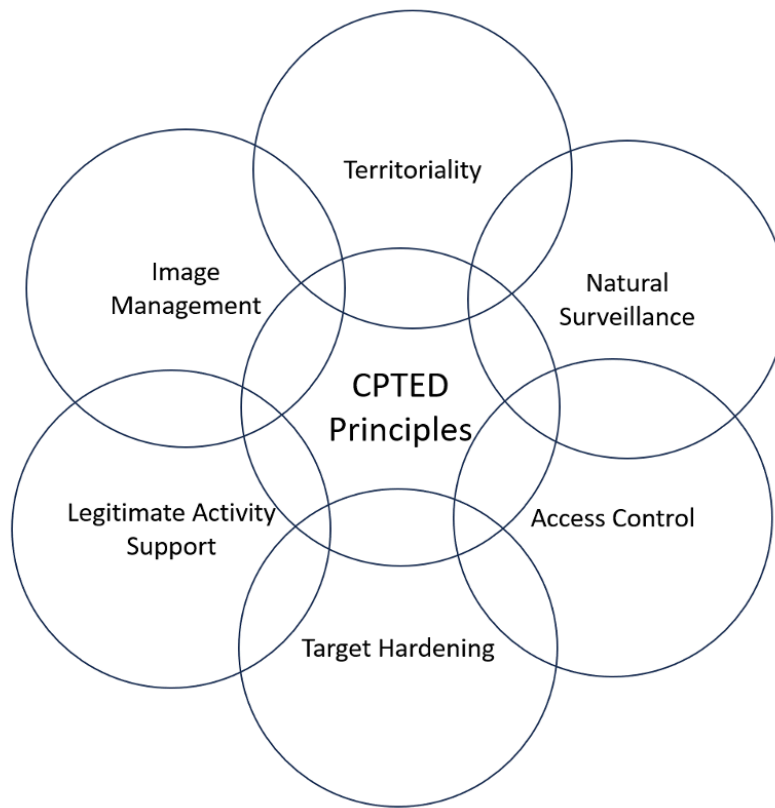 Territoriality
Image
Management
Natural
Surveillance
CPTED
Principles
Legitimate Activity
Support
Access Control
Target Hardening